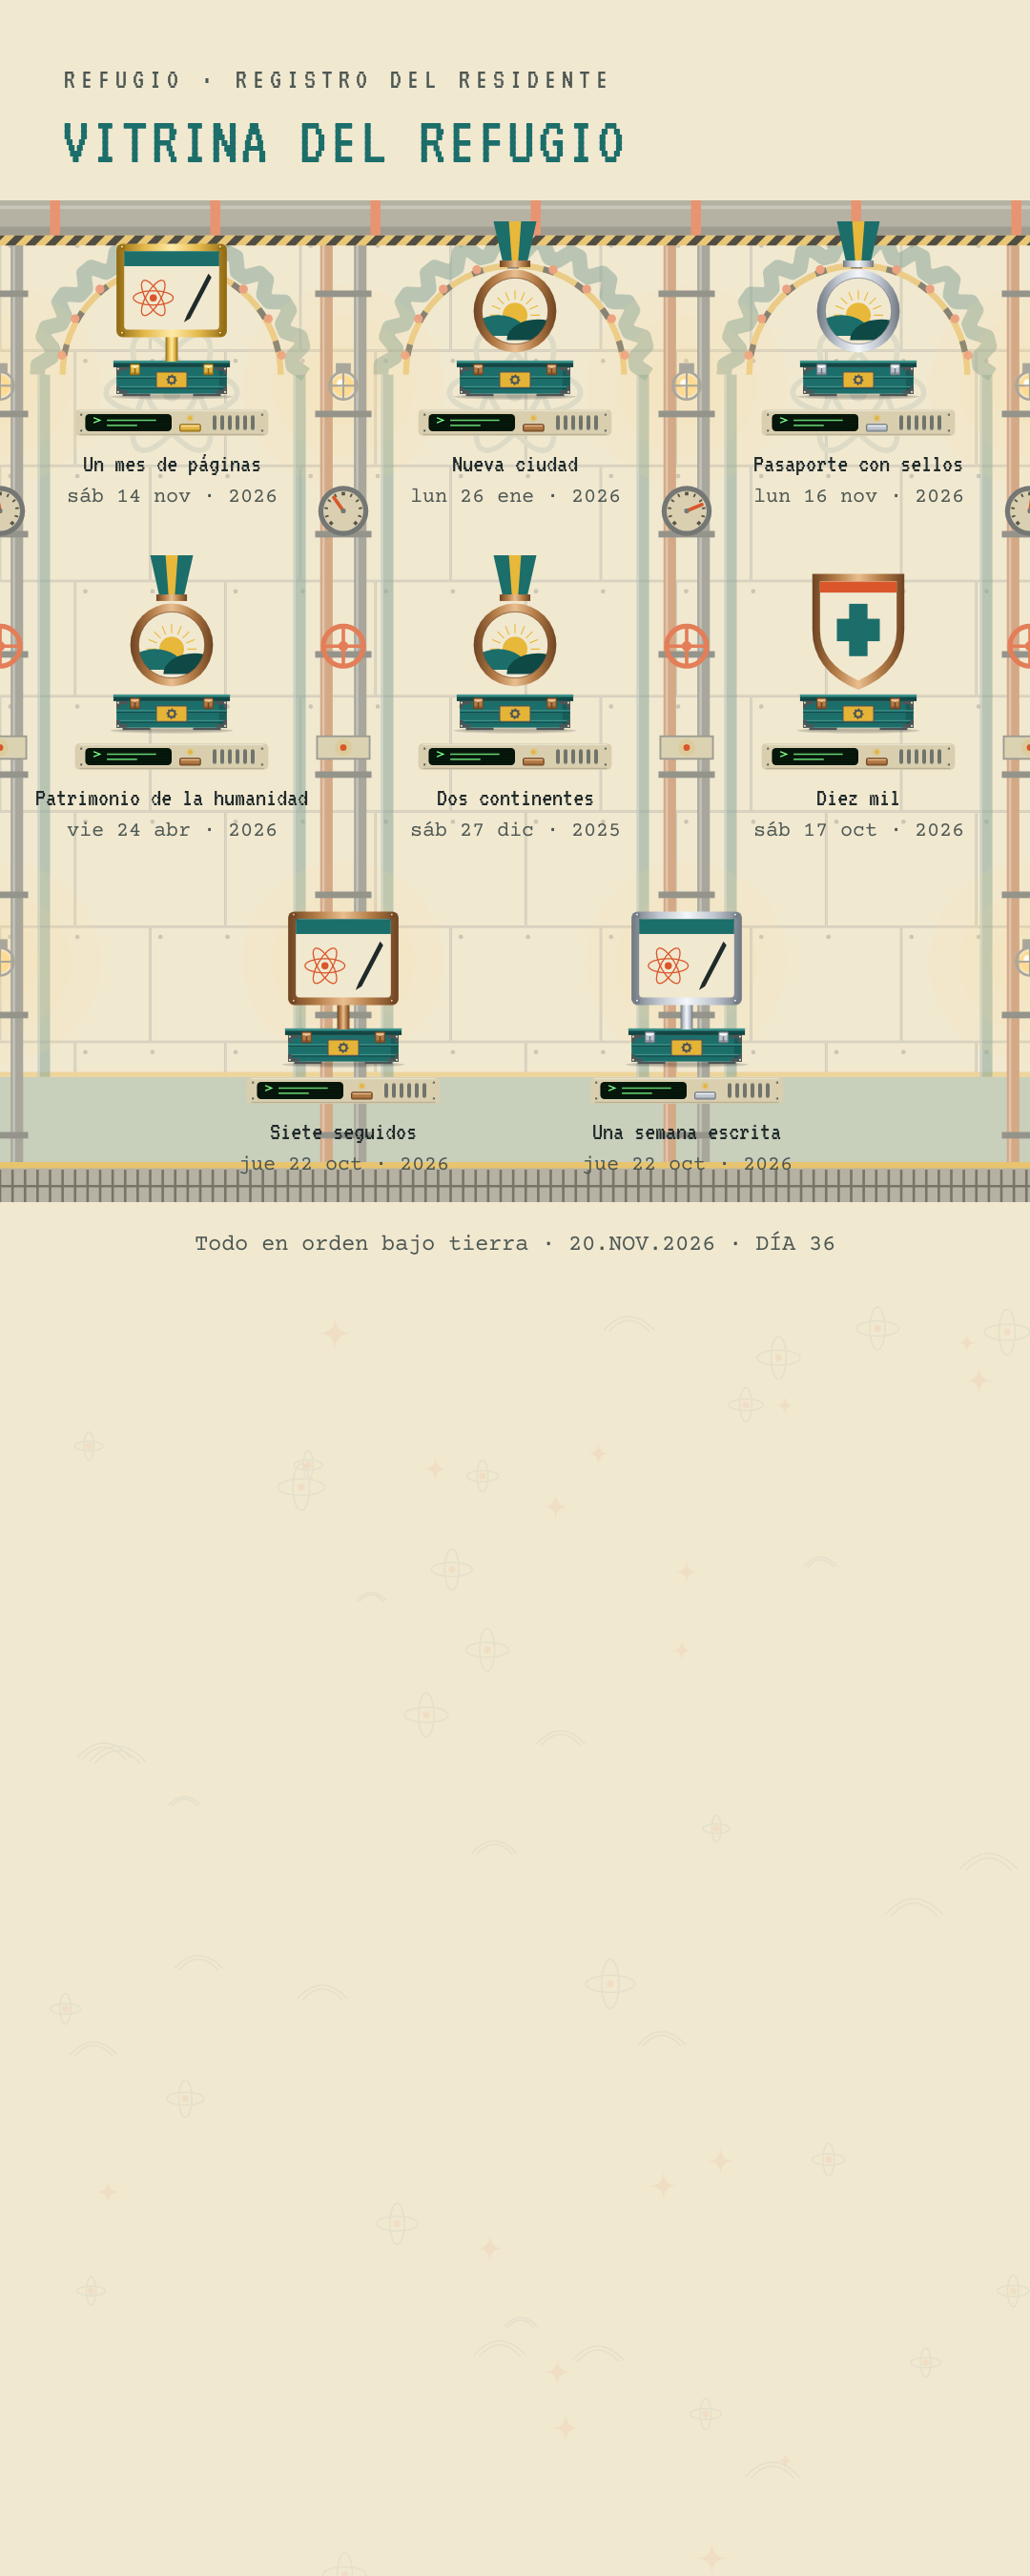 REFUGIO · REGISTRO DEL RESIDENTE
VITRINA DEL REFUGIO
Un mes de páginas
sáb 14 nov · 2026
Nueva ciudad
lun 26 ene · 2026
Pasaporte con sellos
lun 16 nov · 2026
Patrimonio de la humanidad
vie 24 abr · 2026
Dos continentes
sáb 27 dic · 2025
Diez mil
sáb 17 oct · 2026
Siete seguidos
jue 22 oct · 2026
Una semana escrita
jue 22 oct · 2026
Todo en orden bajo tierra · 20.NOV.2026 · DÍA 36